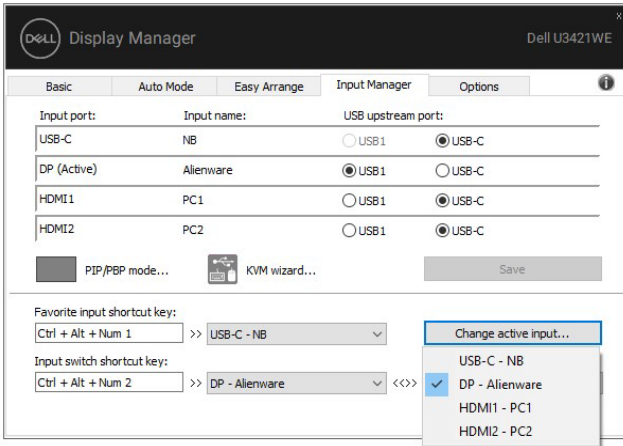 DELL Display Manager Dell U3421WE
Basic Auto Mode Easy Arrange Input Manager Options
Input port: Input name: USB upstream port:
USB-C NB USB1 USB-C
DP (Active) Alienware USB1 USB-C
HDMI1 PC1 USB1 USB-C
HDMI2 PC2 USB1 USB-C
PIP/PBP mode... KVM wizard... Save
Favorite input shortcut key:
Ctrl + Alt + Num 1 >> USB-C - NB Change active input...
Input switch shortcut key:
Ctrl + Alt + Num 2 >> DP - Alienware <<>>
USB-C - NB
DP - Alienware
HDMI1 - PC1
HDMI2 - PC2